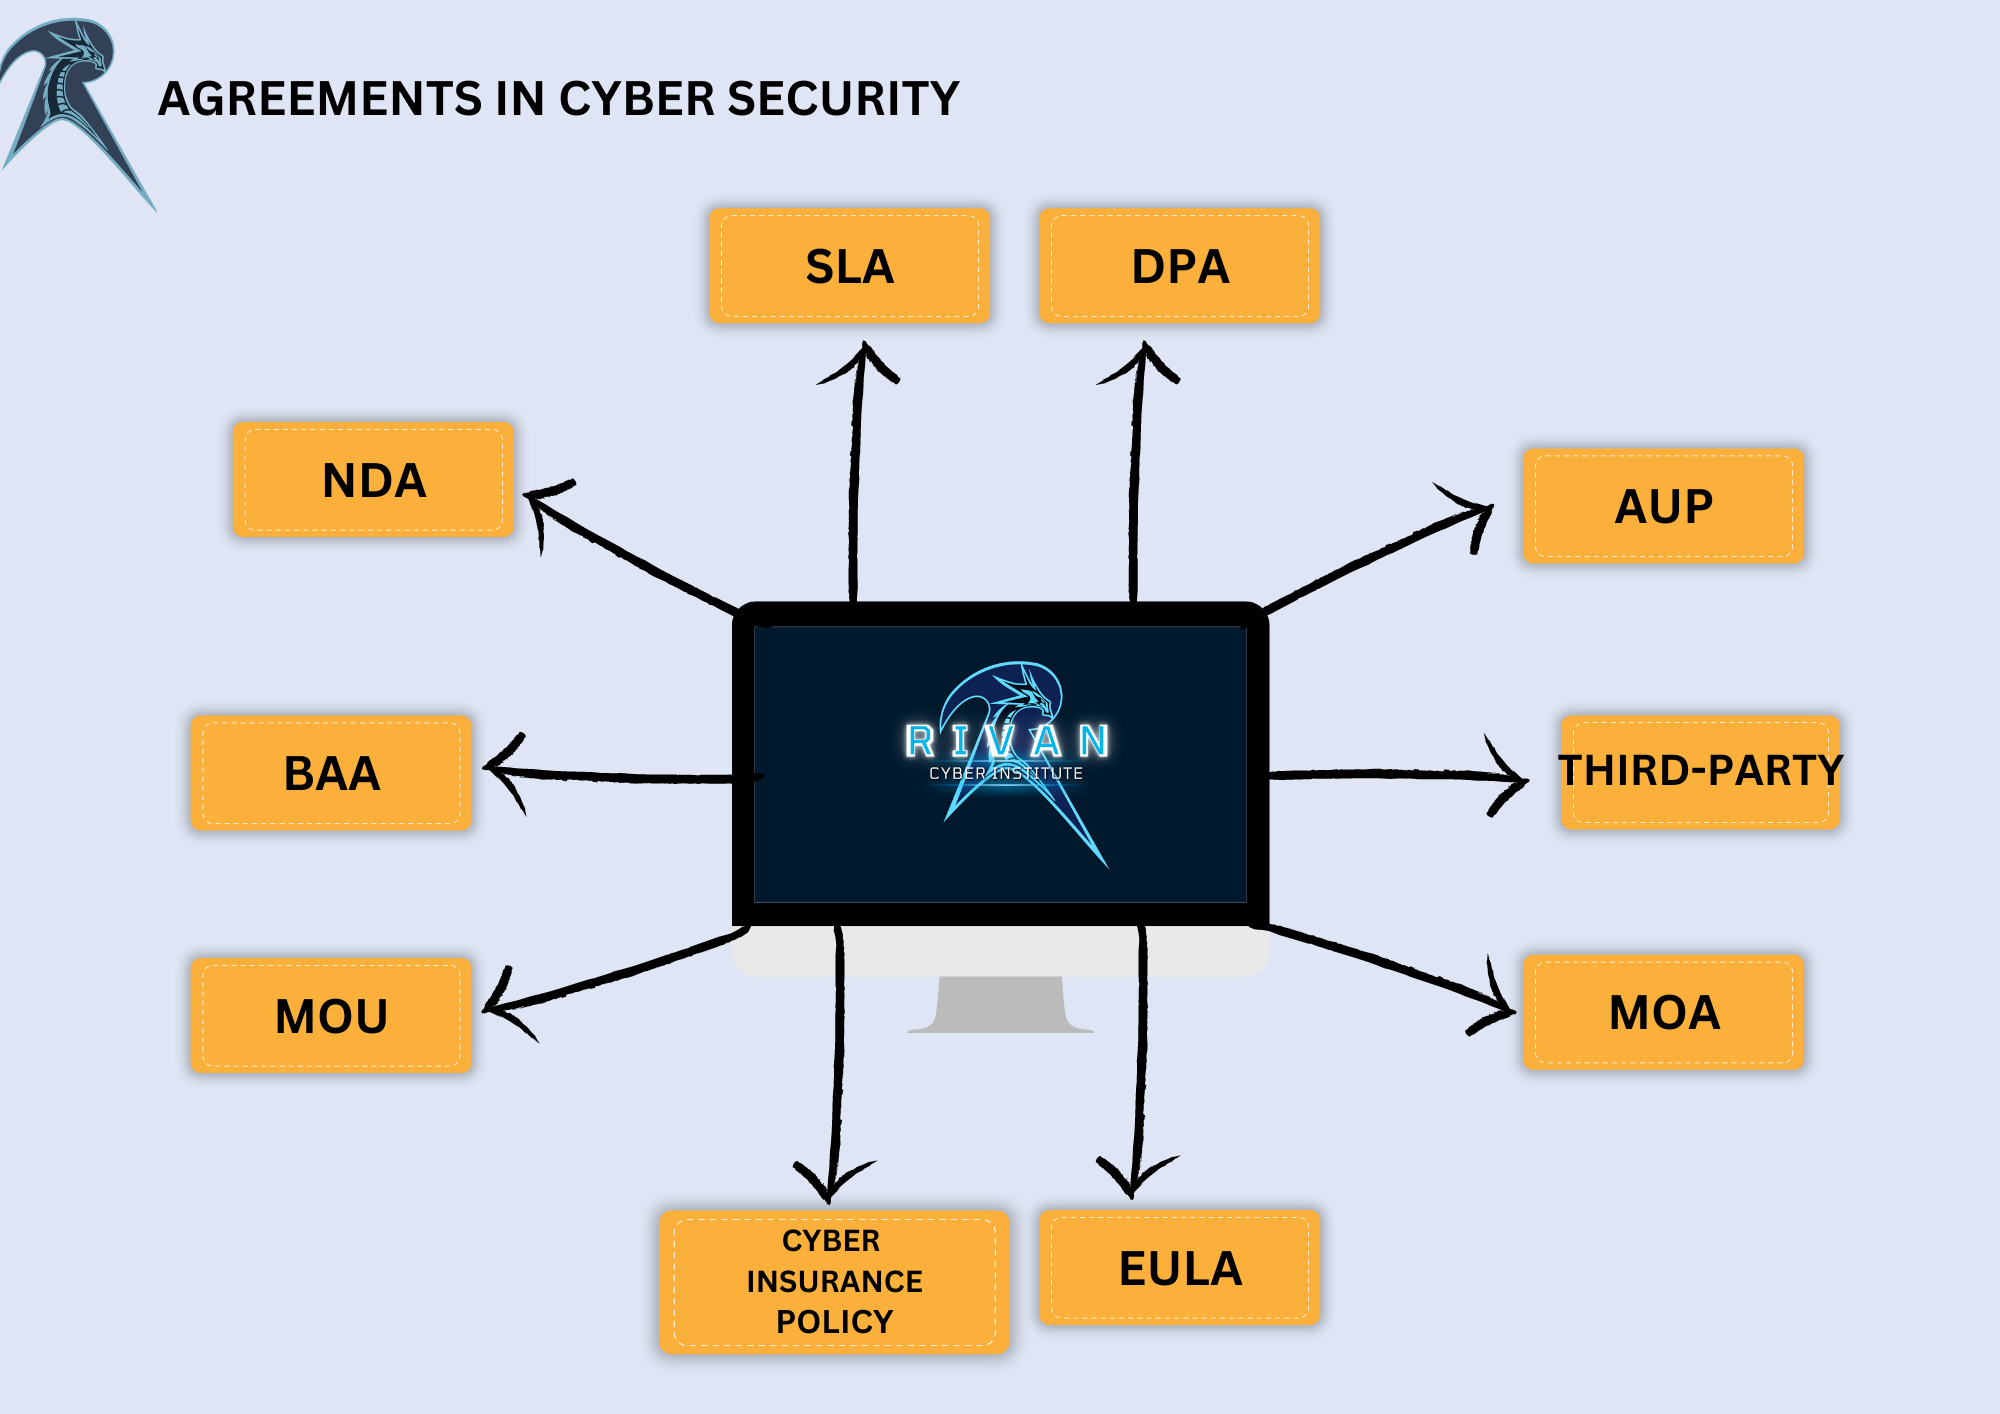 AGREEMENTS IN CYBER SECURITY
SLA
DPA
NDA
AUP
RIVAN
CYBER INSTITUTE
BAA
THIRD-PARTY
MOU
MOA
CYBER
INSURANCE
POLICY
EULA